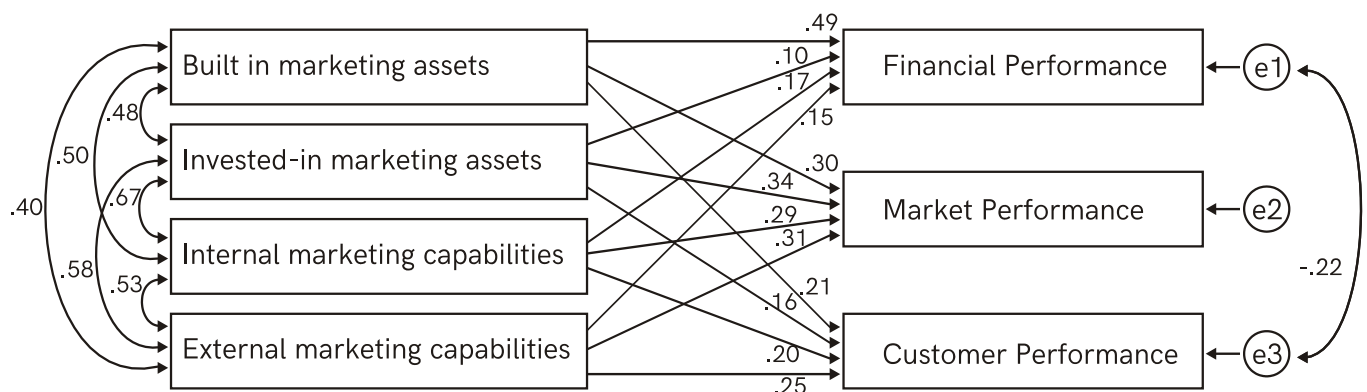 .49
Built in marketing assets
.10
Financial Performance
e1
.17
.48
.15
.50
Invested-in marketing assets
.30
.34
.67
.40
.29
Market Performance
e2
.31
Internal marketing capabilities
.58
.53
-.22
.21
.16
External marketing capabilities
.20
Customer Performance
e3
.25